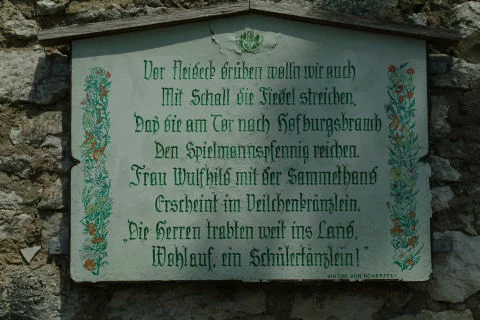 Vor Neideck drüben wolln wir auch
Mit Schall die Fiedel streichen,
Daß die am Tor nach Hofburgsbrauch
Den Spielmannspfennig reichen.
Frau Wulfhild mit der Sammethand
Erscheint im Veilchenkränzlein,
„Die Herren trabten weit ins Land,
Wohlauf, ein Schülertänzlein!"
VIKTOR VON SCHEFFEL